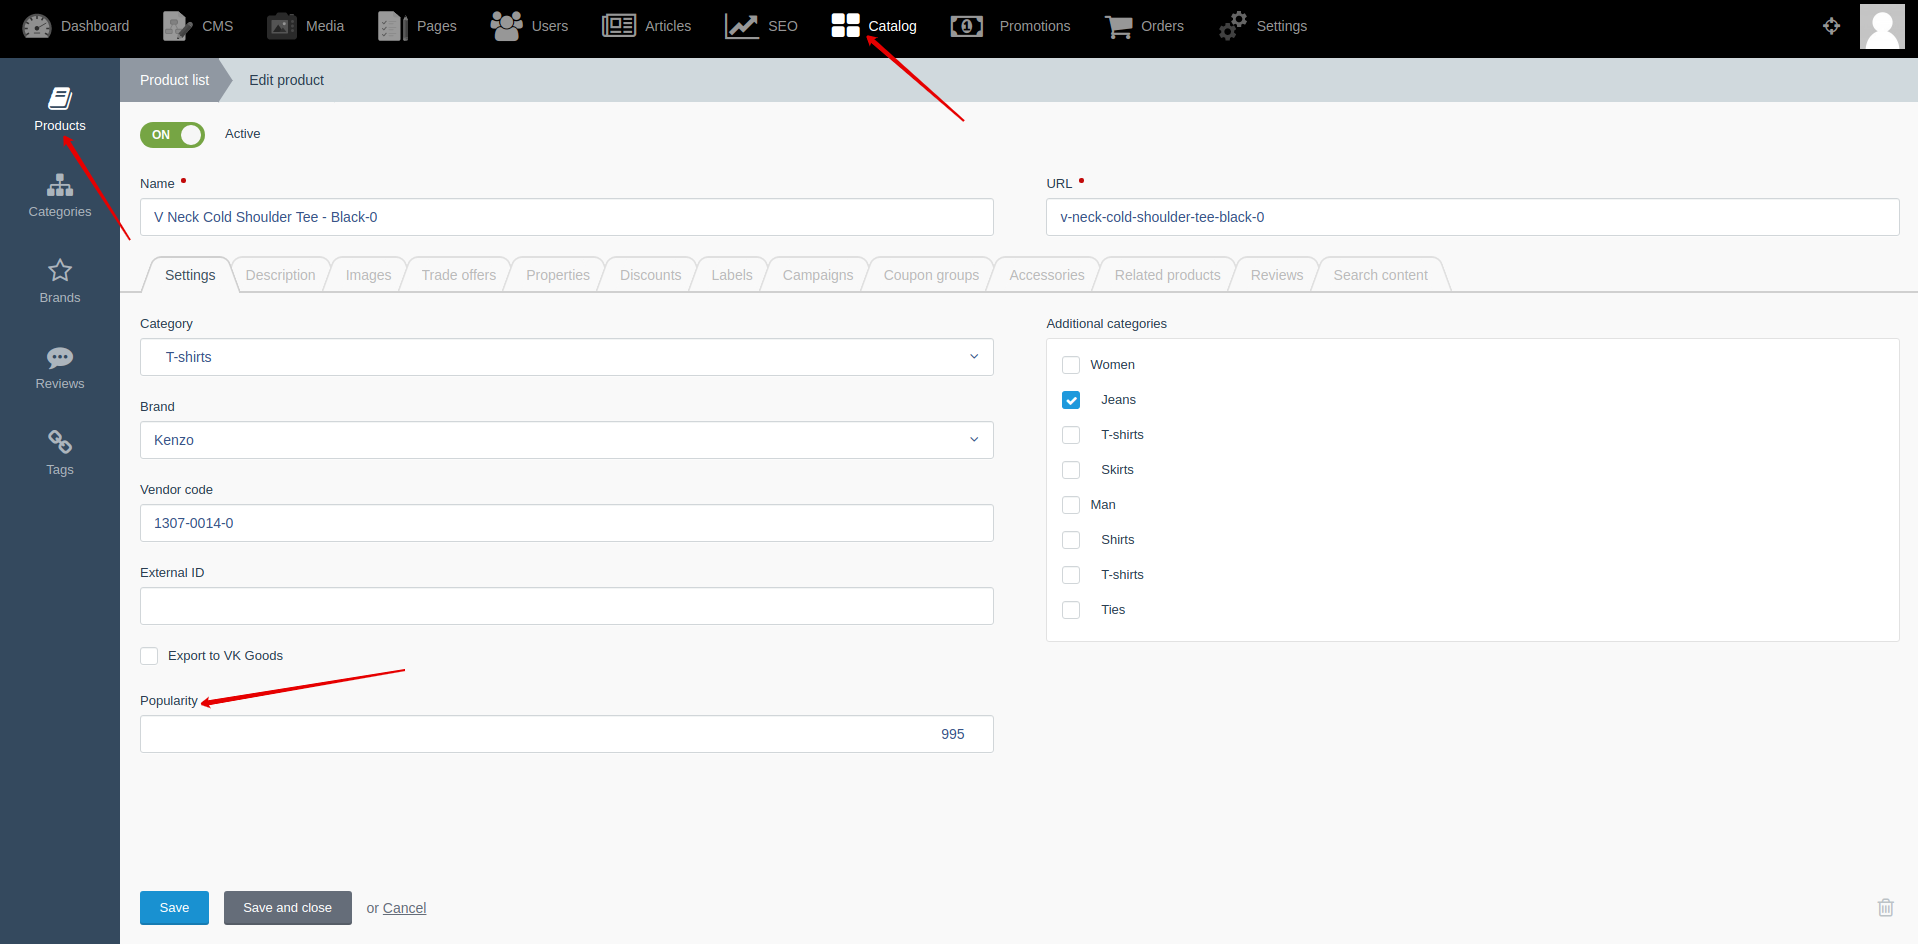 Dashboard CMS Media Pages Users Articles SEO Catalog Promotions Orders Settings
Products
Categories
Brands
Reviews
Tags
Product list Edit product
ON Active
Name URL
V Neck Cold Shoulder Tee - Black-0 v-neck-cold-shoulder-tee-black-0
Settings Description Images Trade offers Properties Discounts Labels Campaigns Coupon groups Accessories Related products Reviews Search content
Category
T-shirts
Brand
Kenzo
Vendor code
1307-0014-0
External ID
Export to VK Goods
Popularity
995
Additional categories
Women
Jeans
T-shirts
Skirts
Man
Shirts
T-shirts
Ties
Save Save and close or Cancel